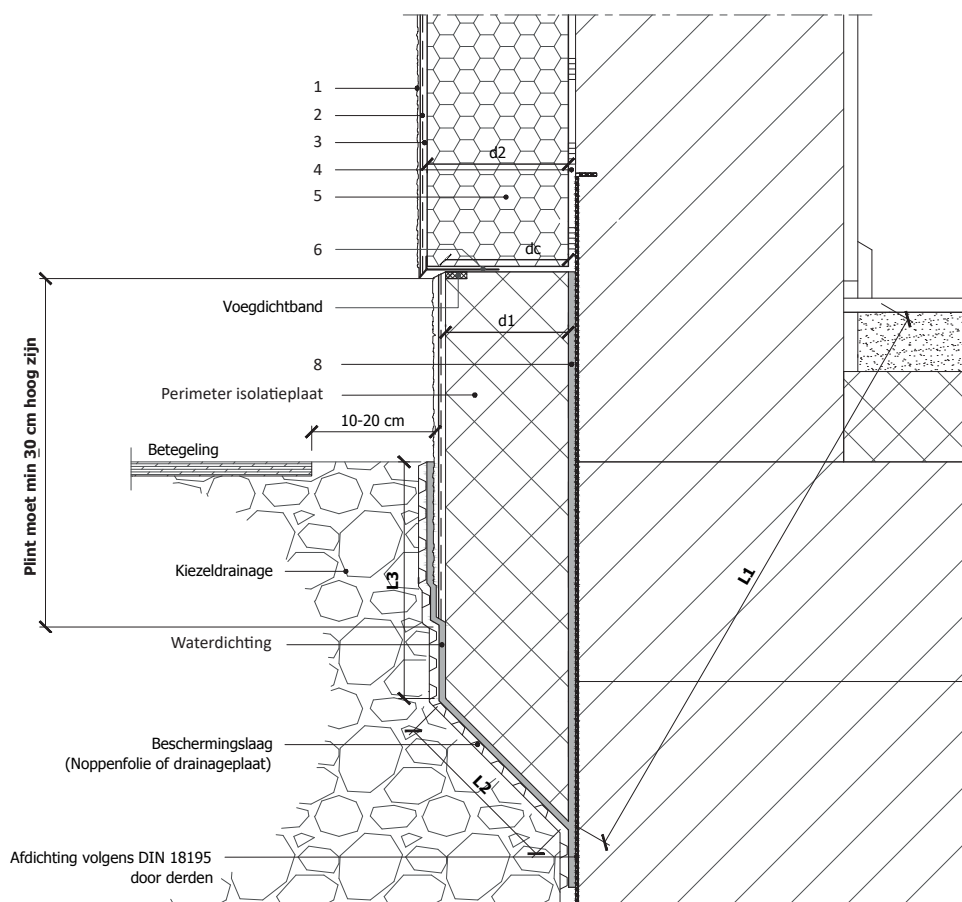 1
2
3
d2
4
5
dc
6
Voegdichtband
d1
8
Perimeter isolatieplaat
10-20 cm
Betegeling
Plint moet min 30 cm hoog zijn
Kiezeldrainage
L3
L1
Waterdichting
Beschermingslaag
(Noppenfolie of drainageplaat)
L2
Afdichting volgens DIN 18195
door derden